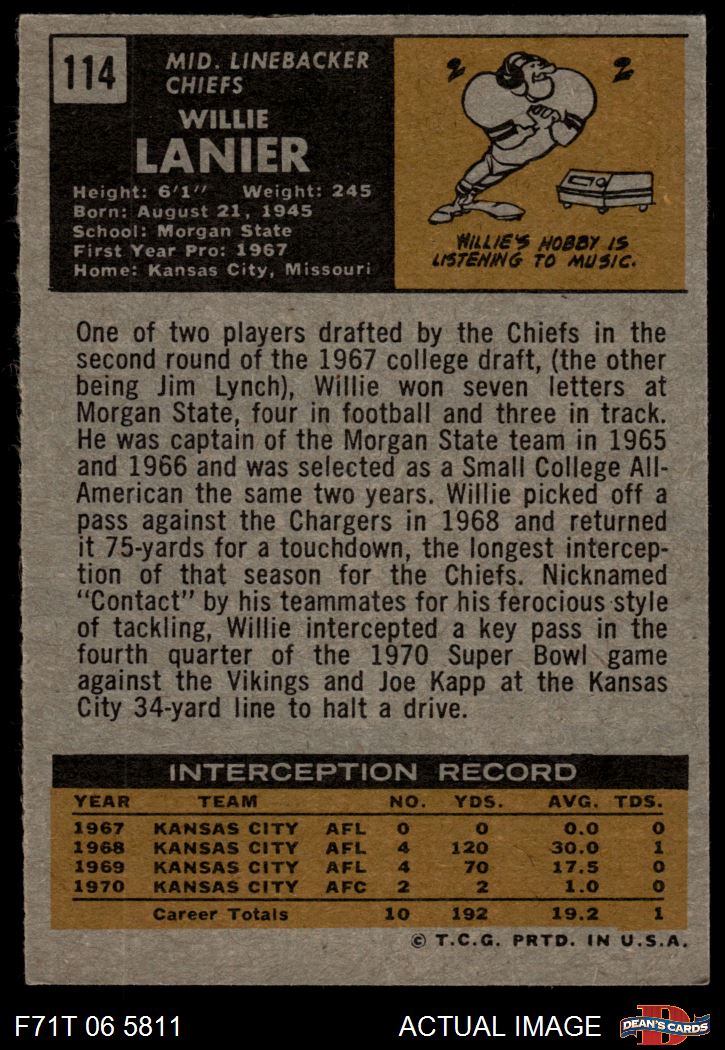 114
MID. LINEBACKER
CHIEFS
WILLIE
LANIER
Height: 6'1" Weight: 245
Born: August 21, 1945
School: Morgan State
First Year Pro: 1967
Home: Kansas City, Missouri
WILLIE'S HOBBY IS
LISTENING TO MUSIC.
One of two players drafted by the Chiefs in the
second round of the 1967 college draft, (the other
being Jim Lynch), Willie won seven letters at
Morgan State, four in football and three in track.
He was captain of the Morgan State team in 1965
and 1966 and was selected as a Small College All-
American the same two years. Willie picked off a
pass against the Chargers in 1968 and returned
it 75-yards for a touchdown, the longest intercep-
tion of that season for the Chiefs. Nicknamed
"Contact" by his teammates for his ferocious style
of tackling, Willie intercepted a key pass in the
fourth quarter of the 1970 Super Bowl game
against the Vikings and Joe Kapp at the Kansas
City 34-yard line to halt a drive.
INTERCEPTION RECORD
YEAR TEAM NO. YDS. AVG. TDS.
1967 KANSAS CITY AFL 0 0 0.0 0
1968 KANSAS CITY AFL 4 120 30.0 1
1969 KANSAS CITY AFL 4 70 17.5 0
1970 KANSAS CITY AFC 2 2 1.0 0
Career Totals 10 192 19.2 1
© T.C.G. PRTD. IN U.S.A.
F71T 06 5811 ACTUAL IMAGE DEAN'S CARDS